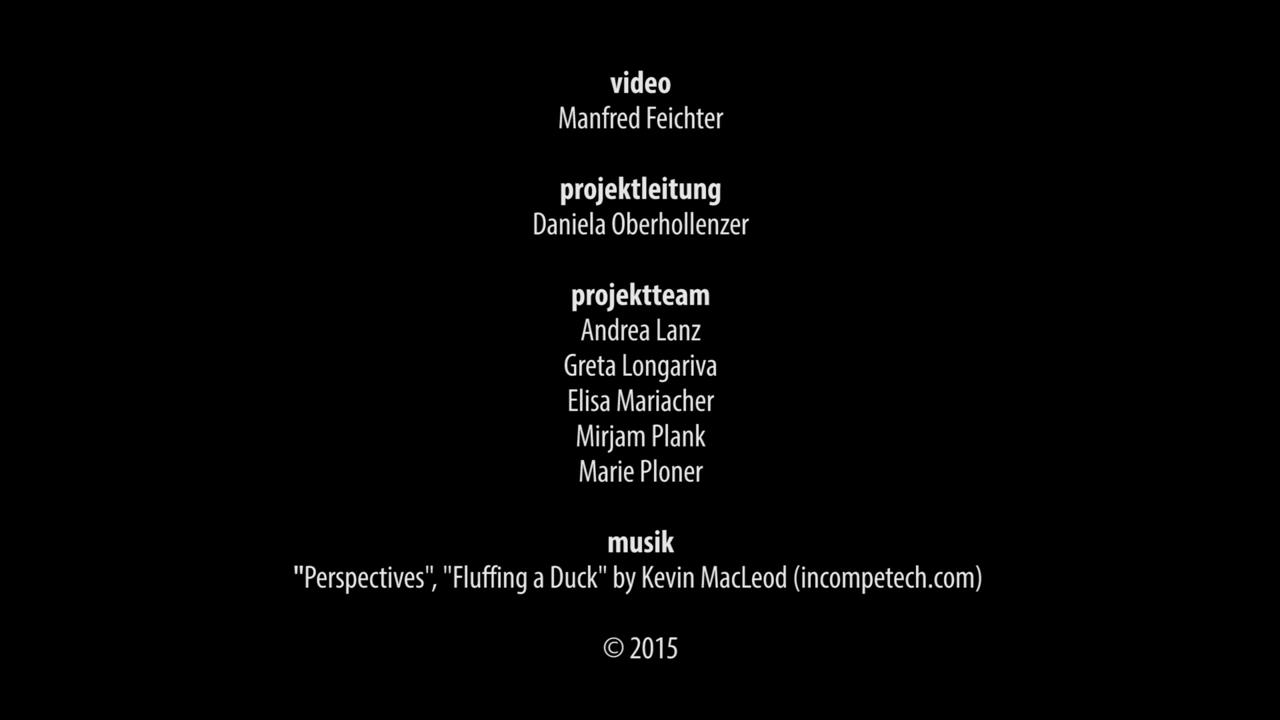 video
Manfred Feichter
projektleitung
Daniela Oberhollenzer
projektteam
Andrea Lanz
Greta Longariva
Elisa Mariacher
Mirjam Plank
Marie Ploner
musik
"Perspectives", "Fluffing a Duck" by Kevin MacLeod (incompetech.com)
© 2015